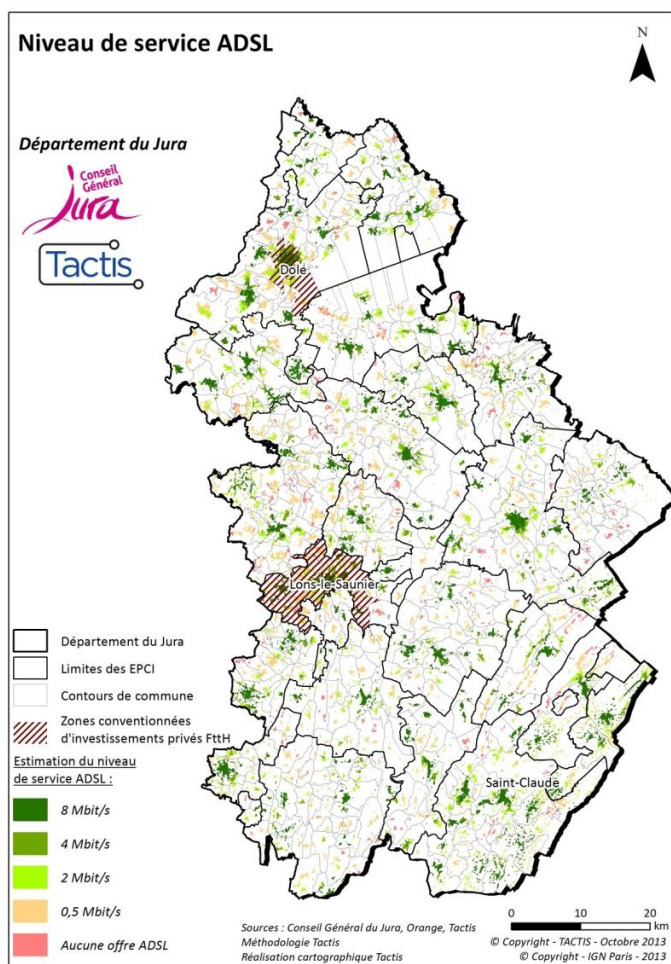 Niveau de service ADSL
N
Département du Jura
Conseil
Général
Jura
Tactis
Dole
Lons-le-Saunier
Saint-Claude
Département du Jura
Limites des EPCI
Contours de commune
Zones conventionnées
d'investissements privés FttH
Estimation du niveau
de service ADSL :
8 Mbit/s
4 Mbit/s
2 Mbit/s
0,5 Mbit/s
Aucune offre ADSL
0 10 20
km
Sources : Conseil Général du Jura, Orange, Tactis
Méthodologie Tactis
Réalisation cartographique Tactis
© Copyright - TACTIS - Octobre 2013
© Copyright - IGN Paris - 2013